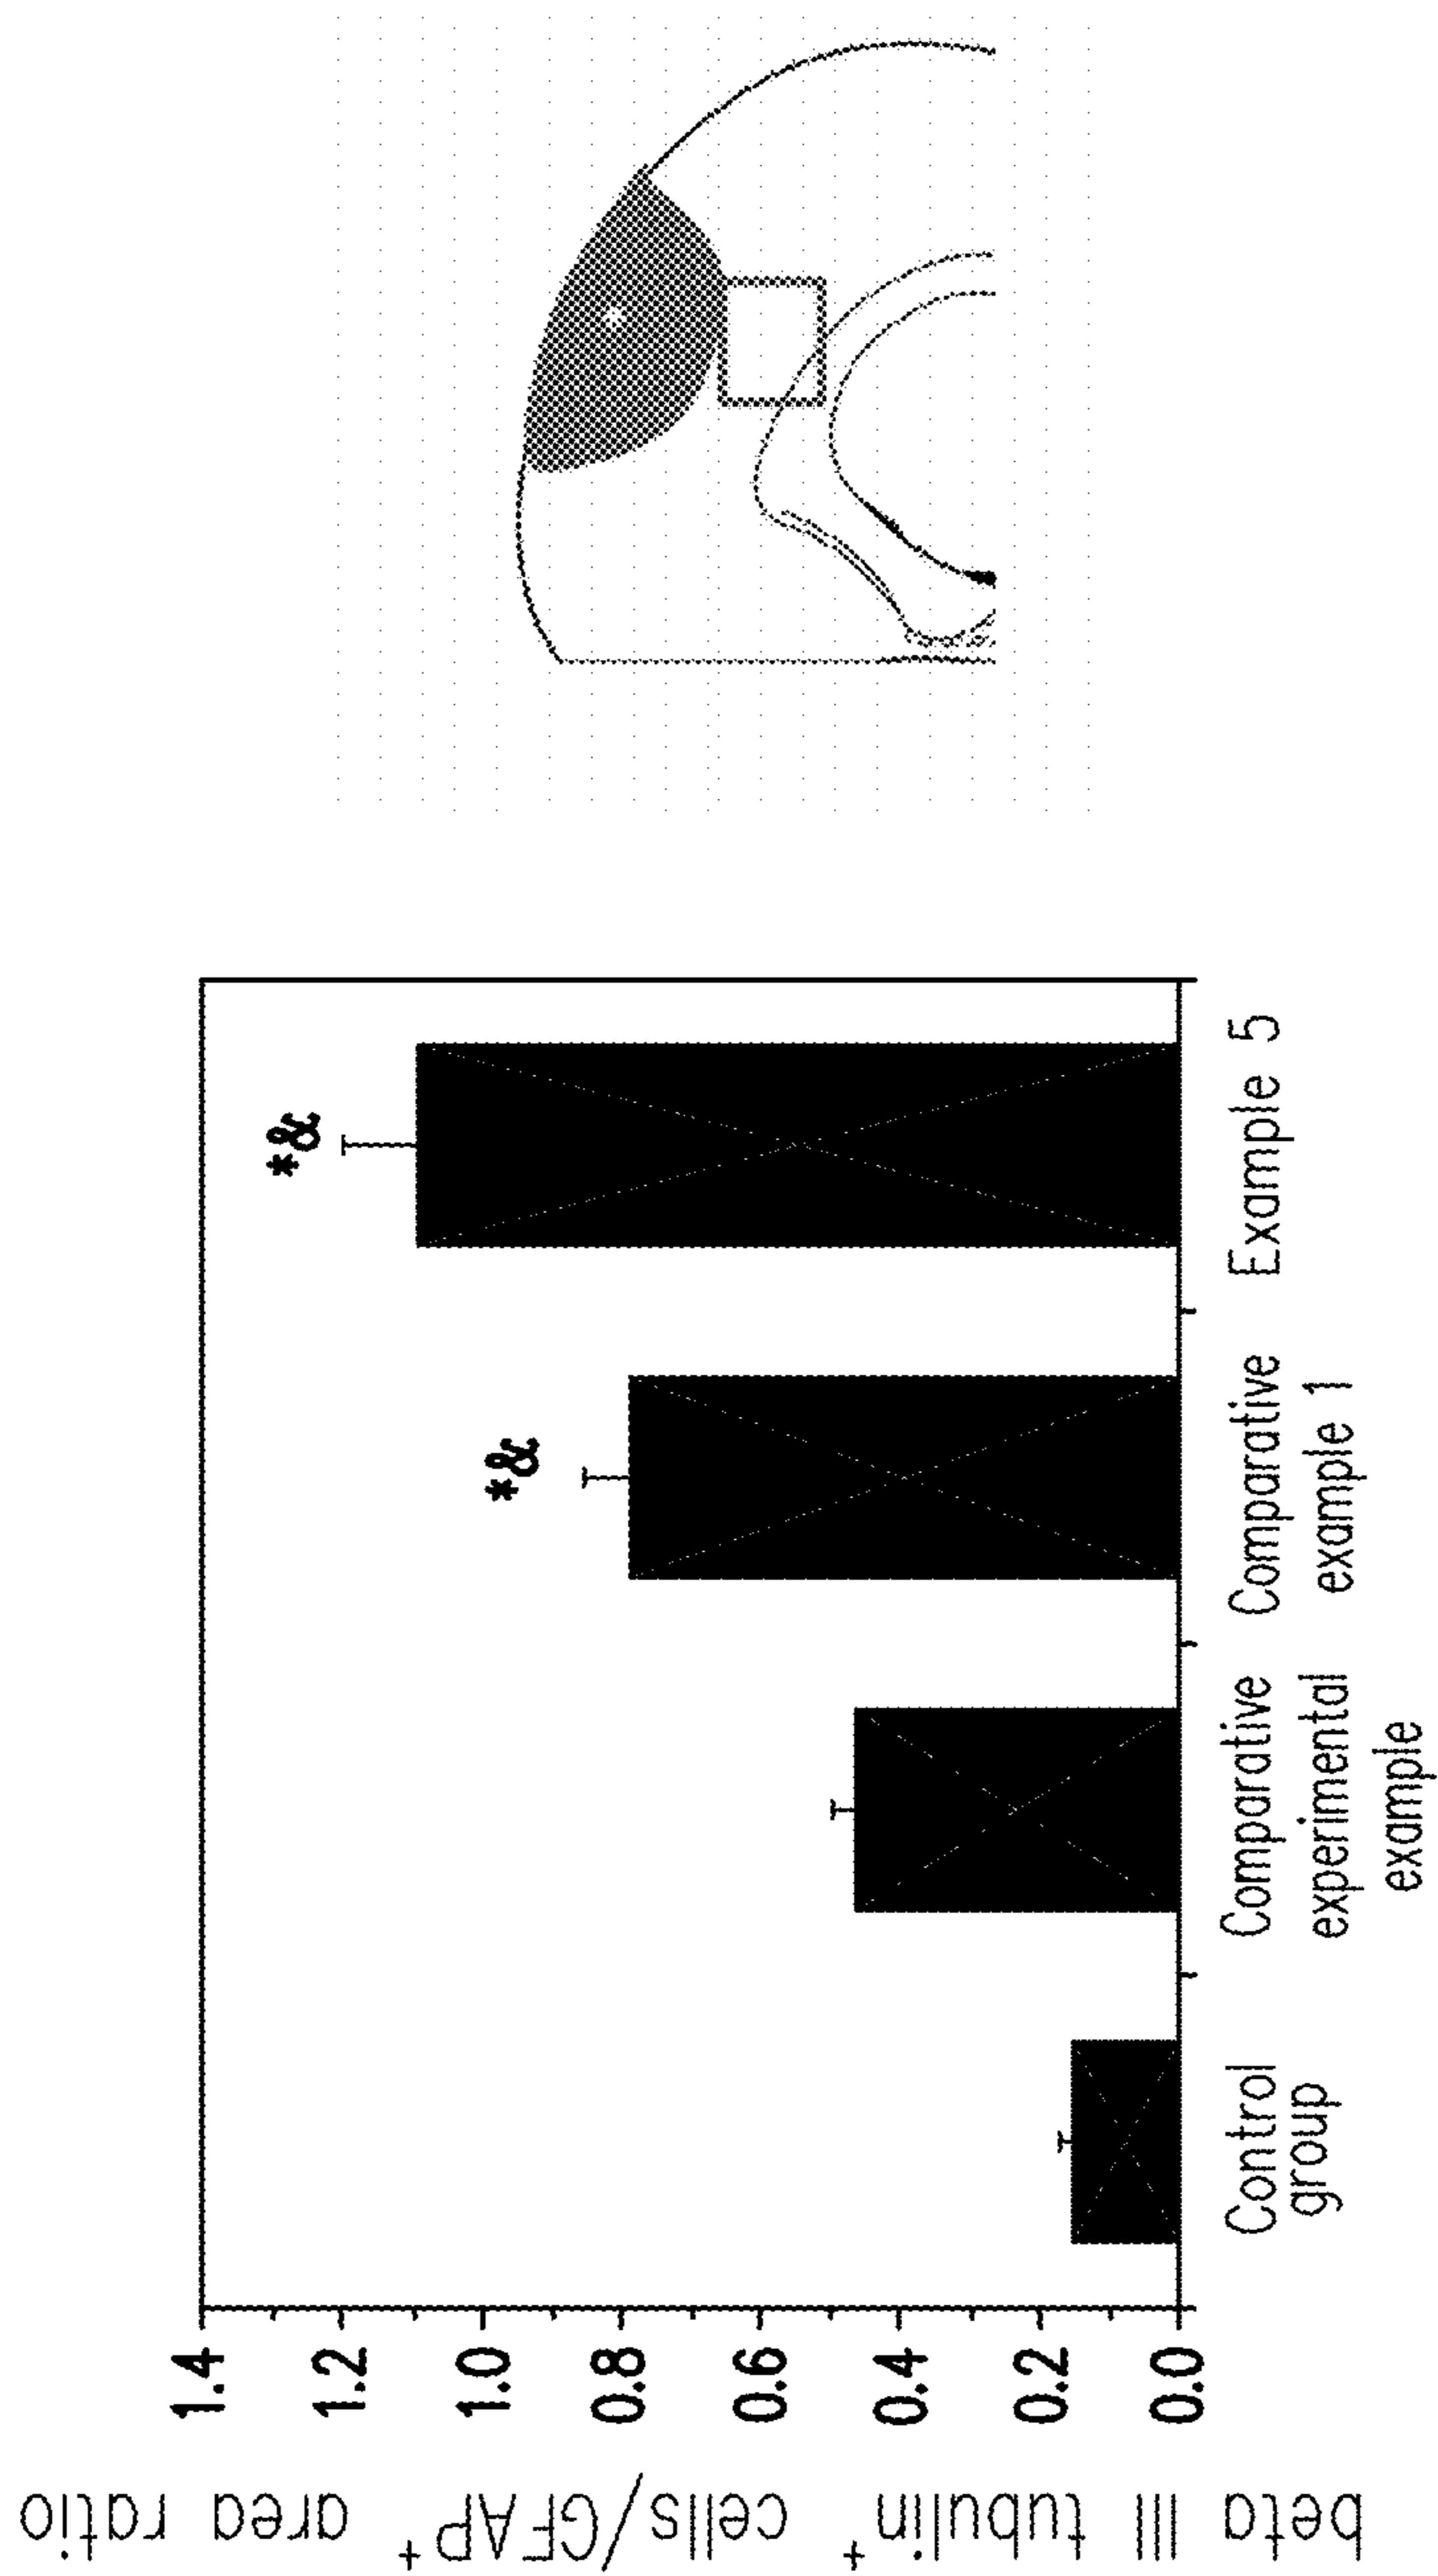 beta III tubulin⁺ cells/GFAP⁺ area ratio
1.4
1.2
1.0
0.8
0.6
0.4
0.2
0.0
*&
*&
Control
group
Comparative
experimental
example
Comparative
example 1
Example 5
*